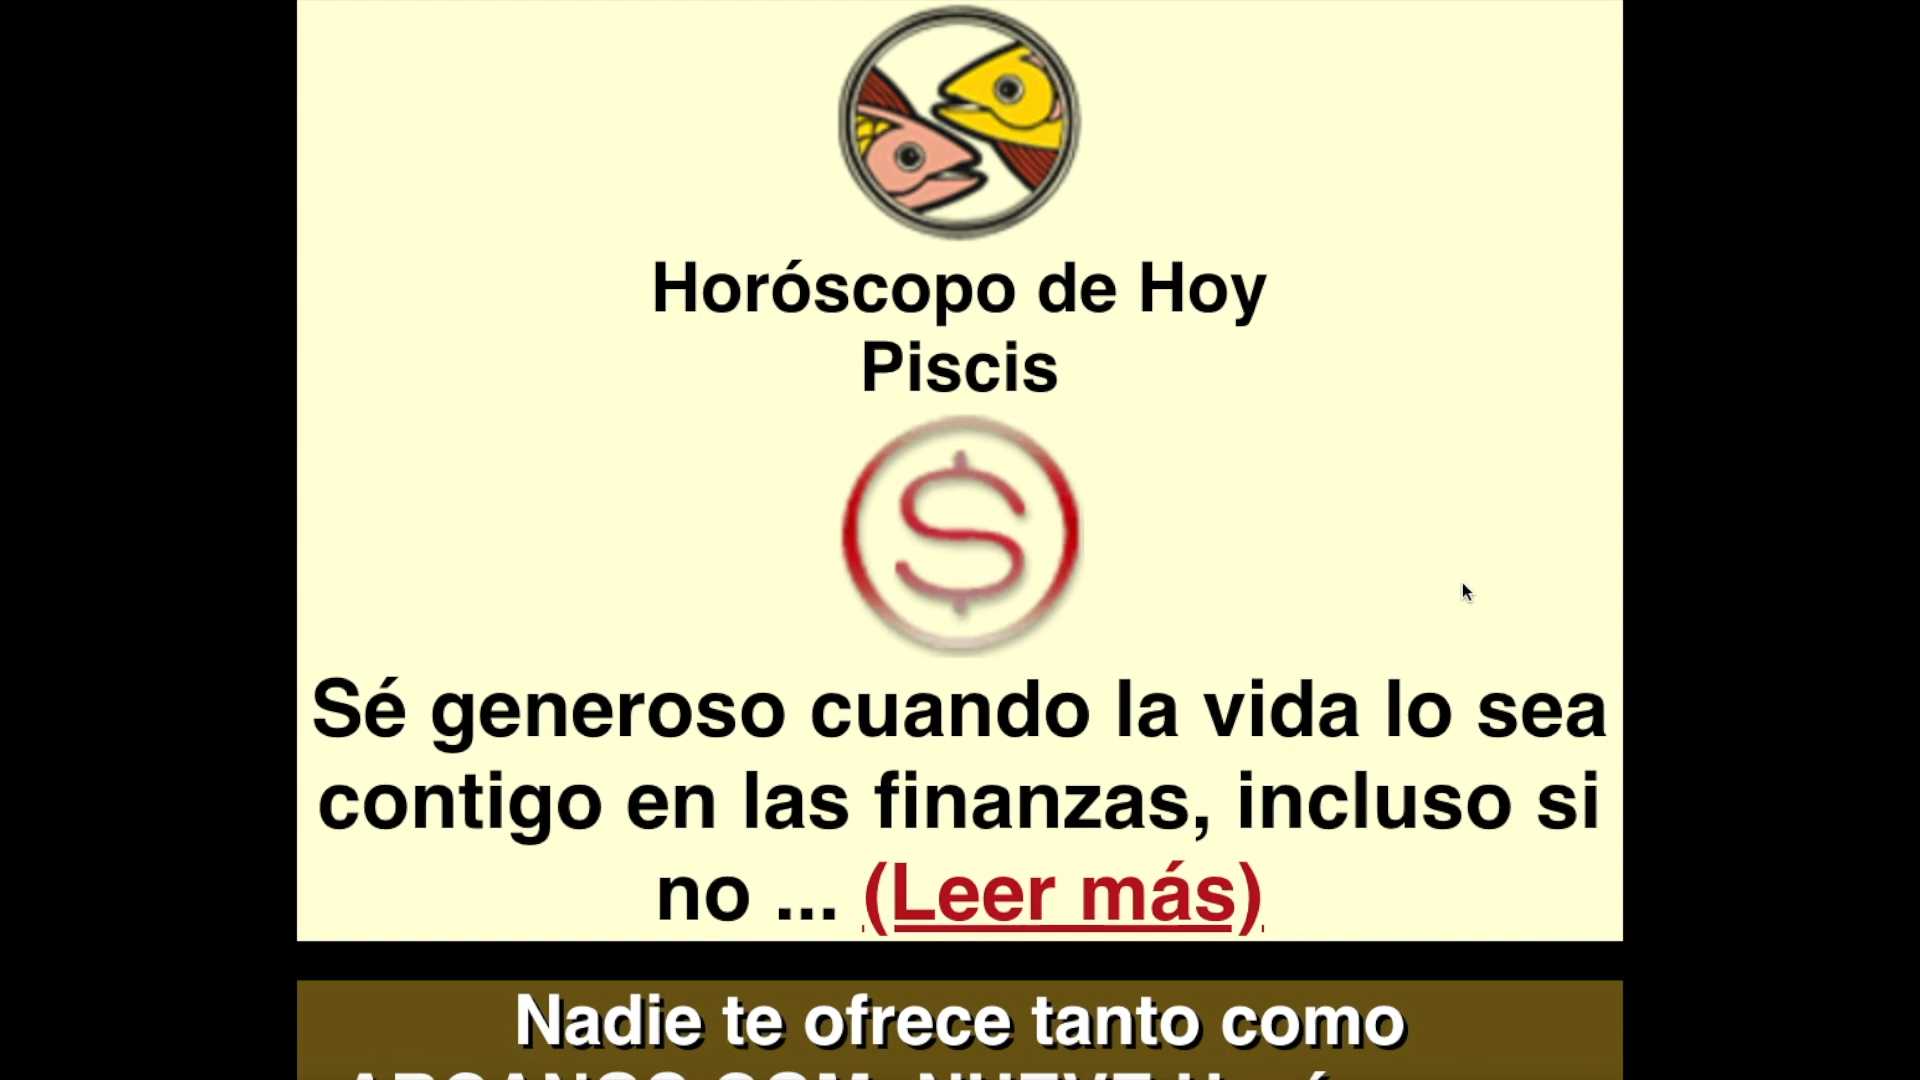 Horóscopo de Hoy
Piscis
Sé generoso cuando la vida lo sea
contigo en las finanzas, incluso si
no ... (Leer más)
Nadie te ofrece tanto como